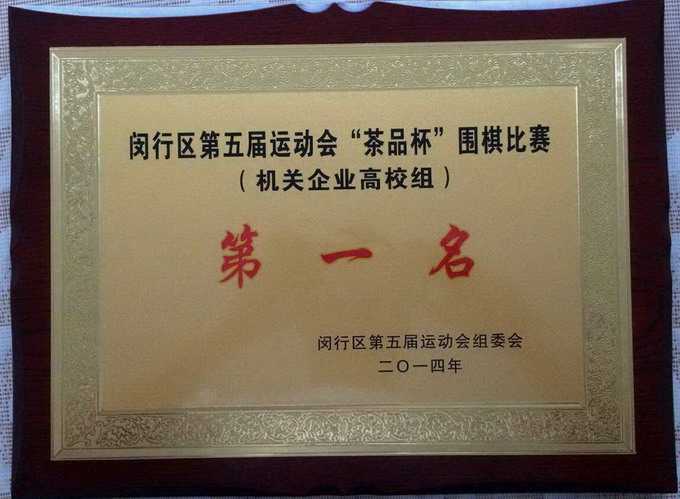 闵行区第五届运动会“茶品杯”围棋比赛
（机关企业高校组）
第一名
闵行区第五届运动会组委会
二〇一四年